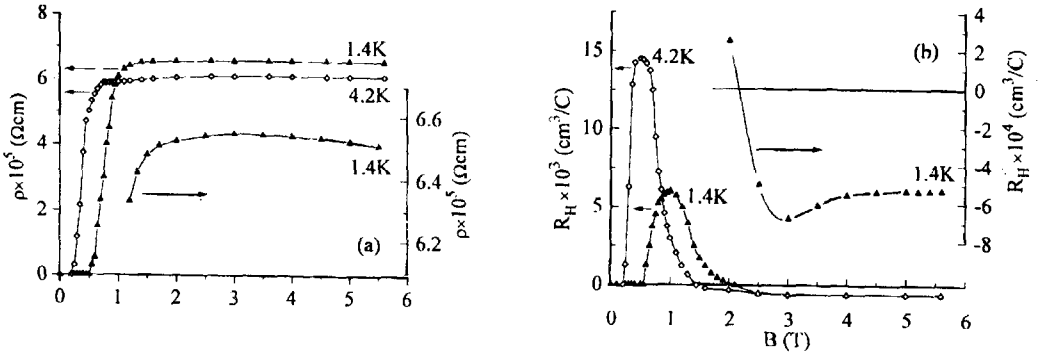 8
6
4
2
0
ρ×10⁵ (Ωcm)
1.4K
4.2K
1.4K
(a)
6.6
6.4
6.2
ρ×10⁵ (Ωcm)
0 1 2 3 4 5 6
15
10
5
0
R_H ×10³ (cm³/C)
4.2K
1.4K
1.4K
(b)
4
2
0
-2
-4
-6
-8
R_H ×10⁴ (cm³/C)
0 1 2 3 4 5 6
B (T)